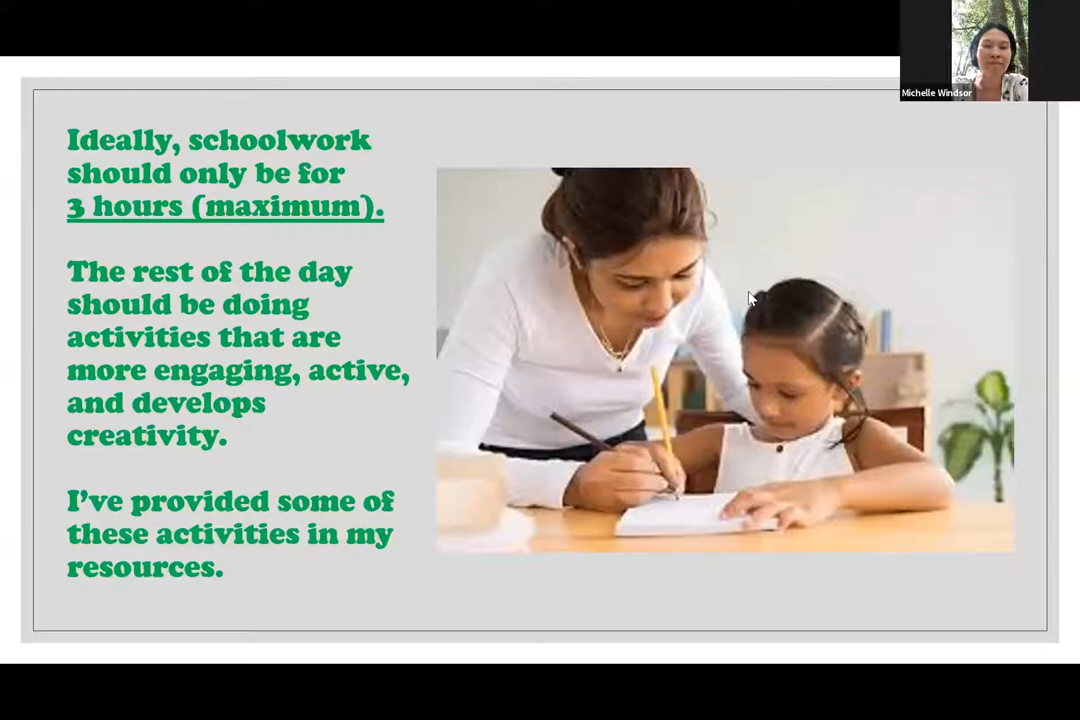 Michelle Windsor
Ideally, schoolwork
should only be for
3 hours (maximum).
The rest of the day
should be doing
activities that are
more engaging, active,
and develops
creativity.
I've provided some of
these activities in my
resources.